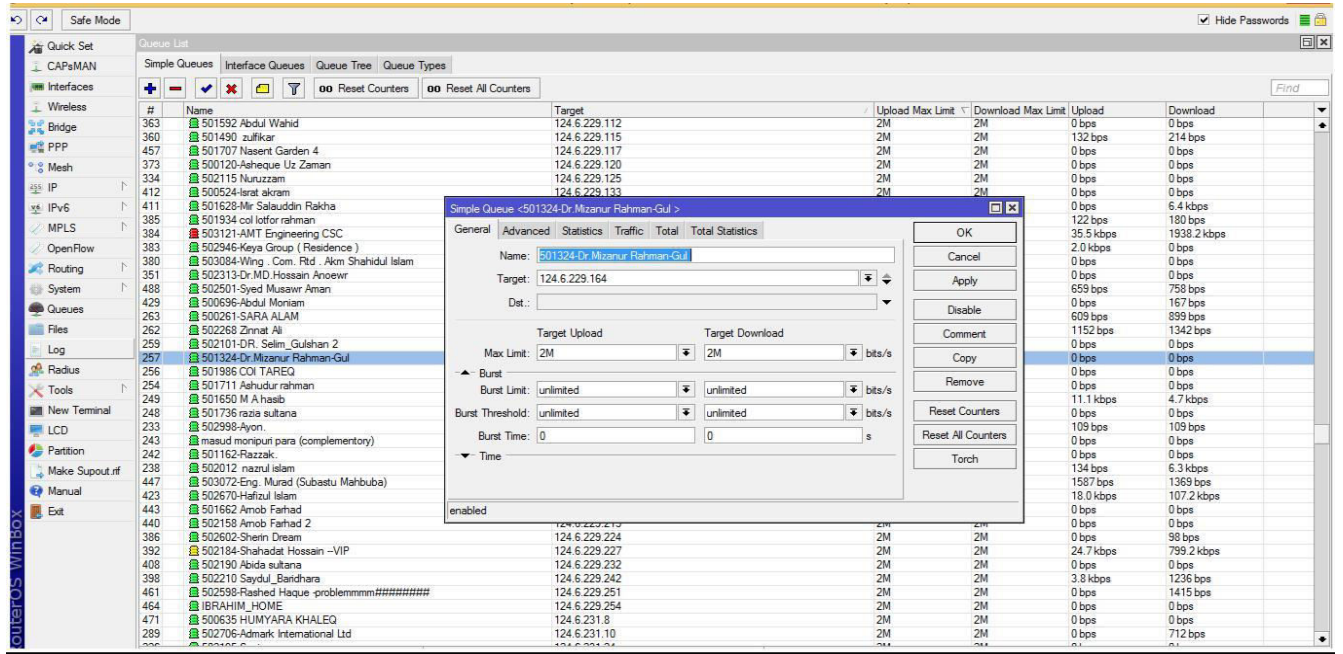 Safe Mode
Hide Passwords
Quick Set
CAPsMAN
Interfaces
Wireless
Bridge
PPP
Mesh
IP
IPv6
MPLS
OpenFlow
Routing
System
Queues
Files
Log
Radius
Tools
New Terminal
LCD
Partition
Make Supout.rif
Manual
Exit
outerOS WinBox
Queue List
Simple Queues Interface Queues Queue Tree Queue Types
00 Reset Counters 00 Reset All Counters Find
# Name Target Upload Max Limit Download Max Limit Upload Download
363 501592 Abdul Wahid 124.6.229.112 2M 2M 0 bps 0 bps
360 501490 zulfikar 124.6.229.115 2M 2M 132 bps 214 bps
457 501707 Nasent Garden 4 124.6.229.117 2M 2M 0 bps 0 bps
373 500120-Asheque Uz Zaman 124.6.229.120 2M 2M 0 bps 0 bps
334 502115 Nuruzzam 124.6.229.125 2M 2M 0 bps 0 bps
412 500524-Israt akram 124.6.229.133 2M 2M 0 bps 0 bps
411 501628-Mir Salauddin Rakha 0 bps 6.4 kbps
385 501934 col lotfor rahman 122 bps 180 bps
384 503121-AMT Engineering CSC 35.5 kbps 1938.2 kbps
383 502946-Keya Group ( Residence ) 2.0 kbps 0 bps
380 503084-Wing . Com. Rtd . Akm Shahidul Islam 0 bps 0 bps
351 502313-Dr.MD.Hossain Anoewr 0 bps 0 bps
488 502501-Syed Musawr Aman 659 bps 758 bps
429 500696-Abdul Moniam 0 bps 167 bps
263 500261-SARA ALAM 609 bps 899 bps
262 502268 Zinnat Ali 1152 bps 1342 bps
259 502101-DR. Selim_Gulshan 2 0 bps 0 bps
257 501324-Dr.Mizanur Rahman-Gul 0 bps 0 bps
256 501986 COl TAREQ 0 bps 0 bps
254 501711 Ashudur rahman 0 bps 0 bps
249 501650 M A hasib 11.1 kbps 4.7 kbps
248 501736 razia sultana 0 bps 0 bps
233 502998-Ayon. 109 bps 109 bps
243 masud monipuri para (complementory) 0 bps 0 bps
242 501162-Razzak. 0 bps 0 bps
238 502012 nazrul islam 134 bps 6.3 kbps
447 503072-Eng. Murad (Subastu Mahbuba) 1587 bps 1369 bps
423 502670-Hafizul Islam 18.0 kbps 107.2 kbps
443 501662 Arnob Farhad 0 bps 0 bps
440 502158 Arnob Farhad 2 2M 2M 0 bps 0 bps
386 502602-Sherin Dream 124.6.229.224 2M 2M 0 bps 98 bps
392 502184-Shahadat Hossain --VIP 124.6.229.227 2M 2M 24.7 kbps 799.2 kbps
408 502190 Abida sultana 124.6.229.232 2M 2M 0 bps 0 bps
398 502210 Saydul_Baridhara 124.6.229.242 2M 2M 3.8 kbps 1236 bps
461 502598-Rashed Haque -problemmmm######## 124.6.229.251 2M 2M 0 bps 1415 bps
464 IBRAHIM_HOME 124.6.229.254 2M 2M 0 bps 0 bps
471 500635 HUMYARA KHALEQ 124.6.231.8 2M 2M 0 bps 0 bps
289 502706-Admark International Ltd 124.6.231.10 2M 2M 0 bps 712 bps
Simple Queue <501324-Dr.Mizanur Rahman-Gul >
General Advanced Statistics Traffic Total Total Statistics
Name: 501324-Dr.Mizanur Rahman-Gul
Target: 124.6.229.164
Dst.:
Target Upload Target Download
Max Limit: 2M 2M bits/s
Burst
Burst Limit: unlimited unlimited bits/s
Burst Threshold: unlimited unlimited bits/s
Burst Time: 0 0 s
Time
enabled
OK
Cancel
Apply
Disable
Comment
Copy
Remove
Reset Counters
Reset All Counters
Torch